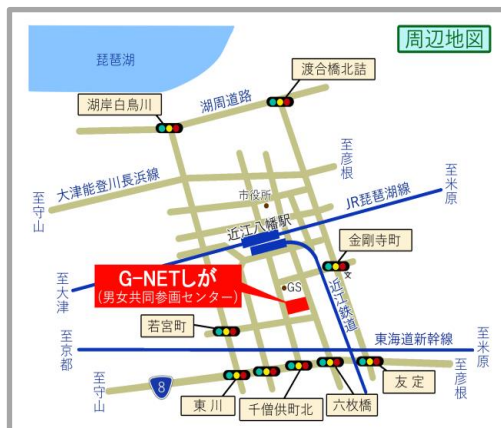 周辺地図
琵琶湖
渡合橋北詰
湖岸白鳥川
湖周道路
至彦根
大津能登川長浜線
市役所
至守山
JR琵琶湖線
至米原
近江八幡駅
金剛寺町
至大津
G-NETしが
(男女共同参画センター)
GS
近江鉄道
若宮町
至京都
東海道新幹線
至米原
至守山
8
東川
千僧供町北
六枚橋
友定
至彦根